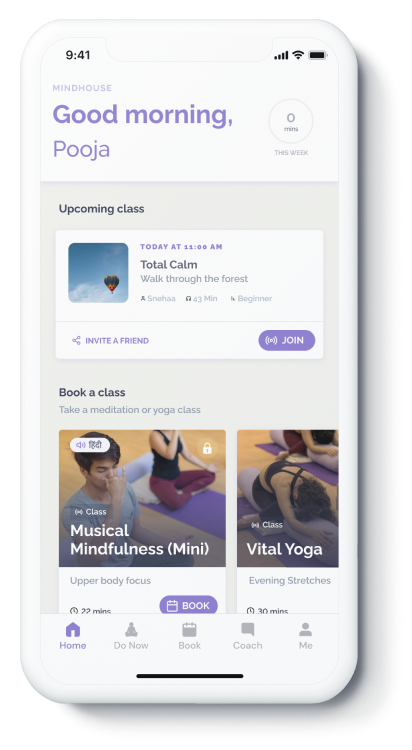 9:41
MINDHOUSE
Good morning,
Pooja
0
mins
THIS WEEK
Upcoming class
TODAY AT 11:00 AM
Total Calm
Walk through the forest
Snehaa 43 Min Beginner
INVITE A FRIEND
JOIN
Book a class
Take a meditation or yoga class
हिंदी
Class
Musical
Mindfulness (Mini)
Upper body focus
22 mins
BOOK
Class
Vital Yoga
Evening Stretches
30 mins
Home Do Now Book Coach Me